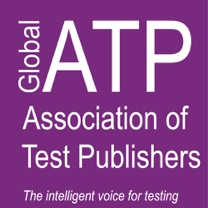 Global
ATP
Association of
Test Publishers
The intelligent voice for testing